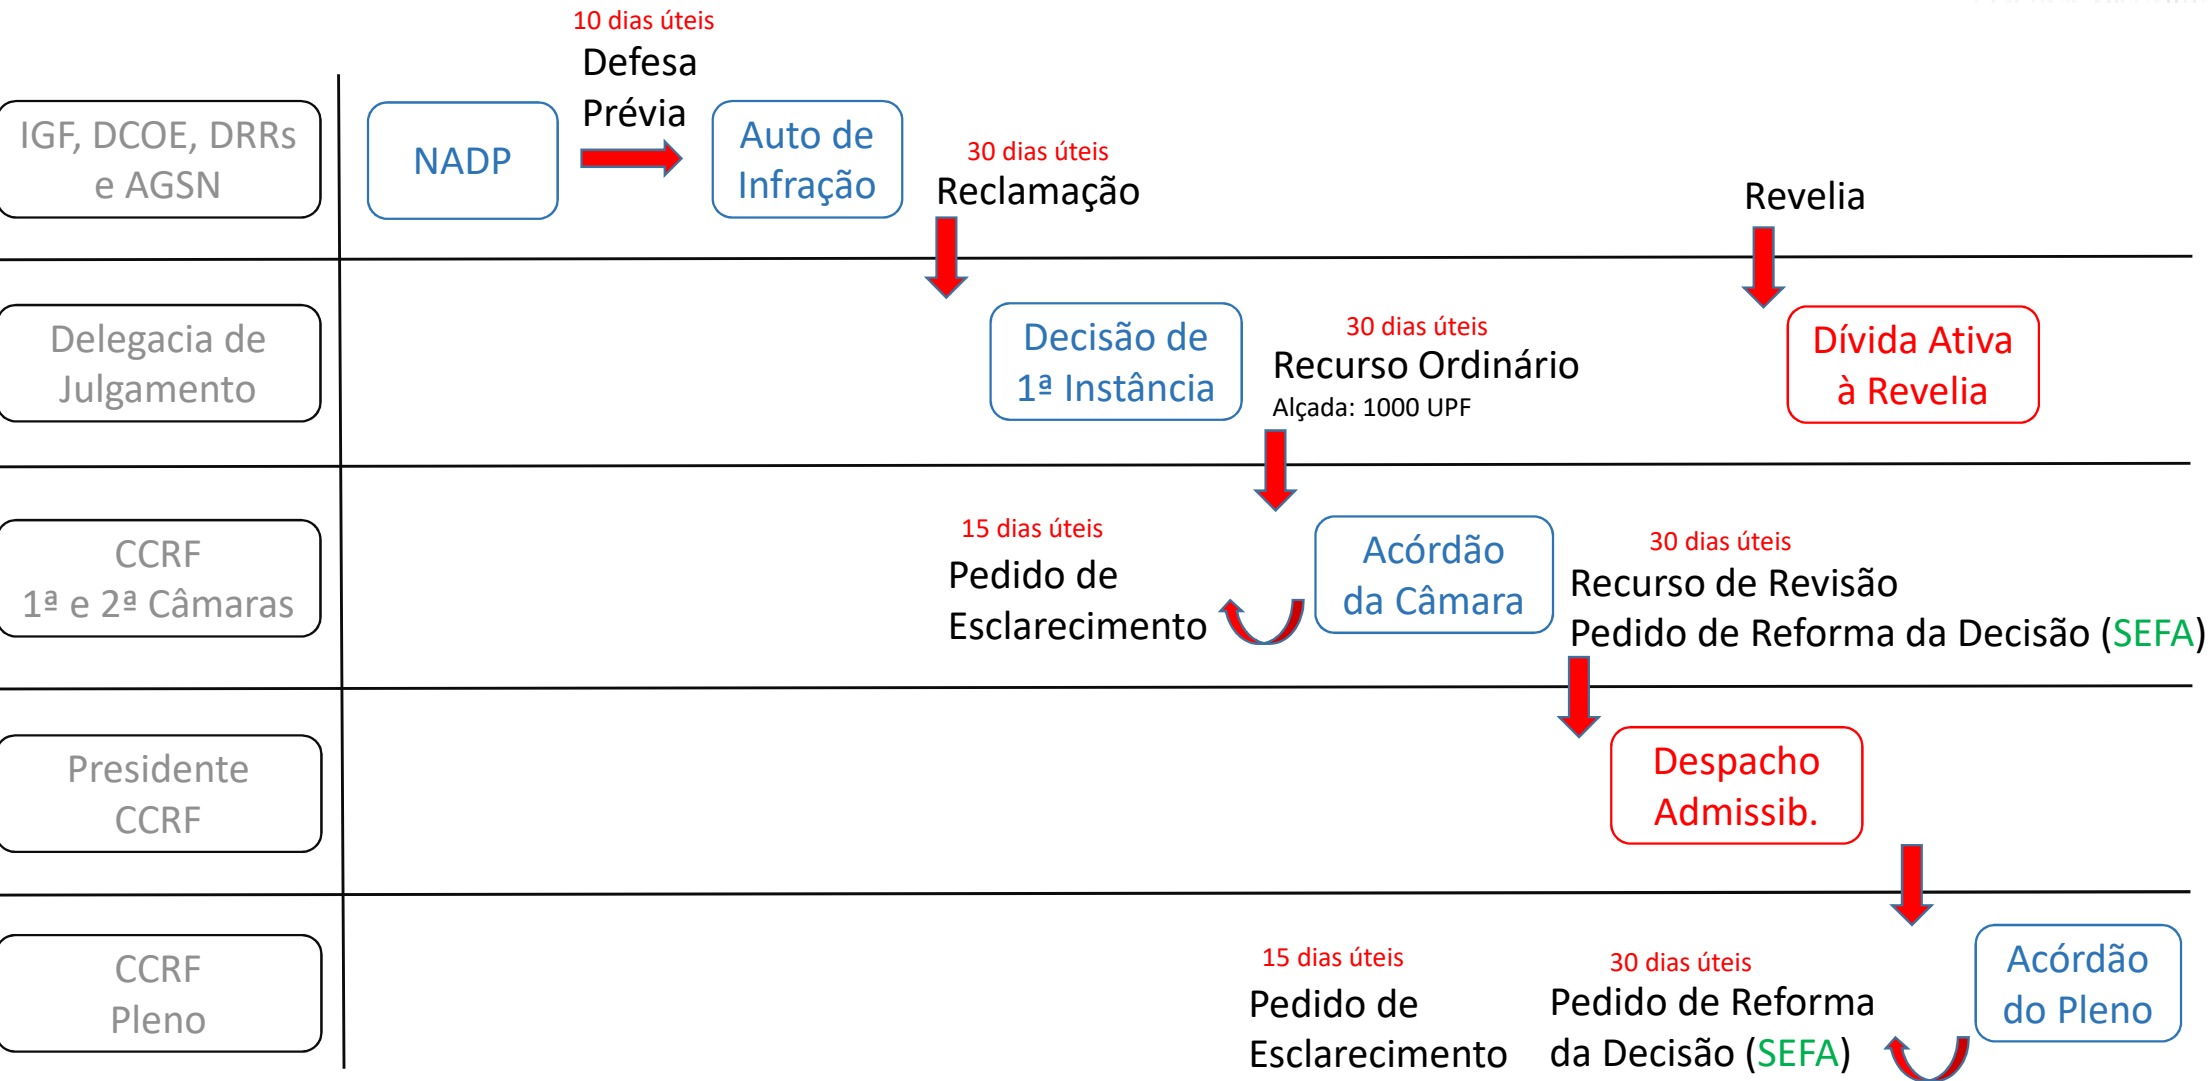 10 dias úteis
Defesa
Prévia
IGF, DCOE, DRRs
e AGSN
NADP
Auto de
Infração
30 dias úteis
Reclamação
Revelia
Delegacia de
Julgamento
Decisão de
1ª Instância
30 dias úteis
Recurso Ordinário
Alçada: 1000 UPF
Dívida Ativa
à Revelia
CCRF
1ª e 2ª Câmaras
15 dias úteis
Pedido de
Esclarecimento
Acórdão
da Câmara
30 dias úteis
Recurso de Revisão
Pedido de Reforma da Decisão (SEFA)
Presidente
CCRF
Despacho
Admissib.
CCRF
Pleno
15 dias úteis
Pedido de
Esclarecimento
30 dias úteis
Pedido de Reforma
da Decisão (SEFA)
Acórdão
do Pleno